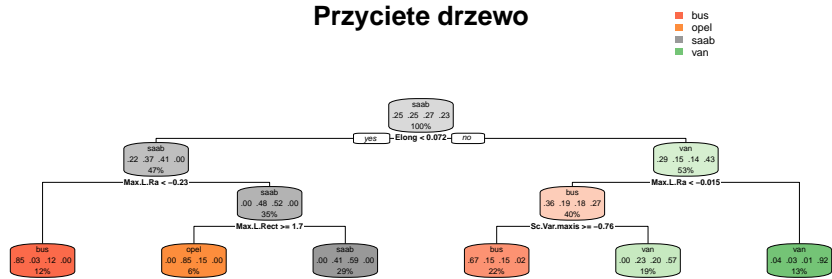 Przyciete drzewo
bus
opel
saab
van
saab
.25 .25 .27 .23
100%
yes Elong < 0.072 no
saab
.22 .37 .41 .00
47%
Max.L.Ra < −0.23
van
.29 .15 .14 .43
53%
Max.L.Ra < −0.015
saab
.00 .48 .52 .00
35%
Max.L.Rect >= 1.7
bus
.36 .19 .18 .27
40%
Sc.Var.maxis >= −0.76
bus
.85 .03 .12 .00
12%
opel
.00 .85 .15 .00
6%
saab
.00 .41 .59 .00
29%
bus
.67 .15 .15 .02
22%
van
.00 .23 .20 .57
19%
van
.04 .03 .01 .92
13%